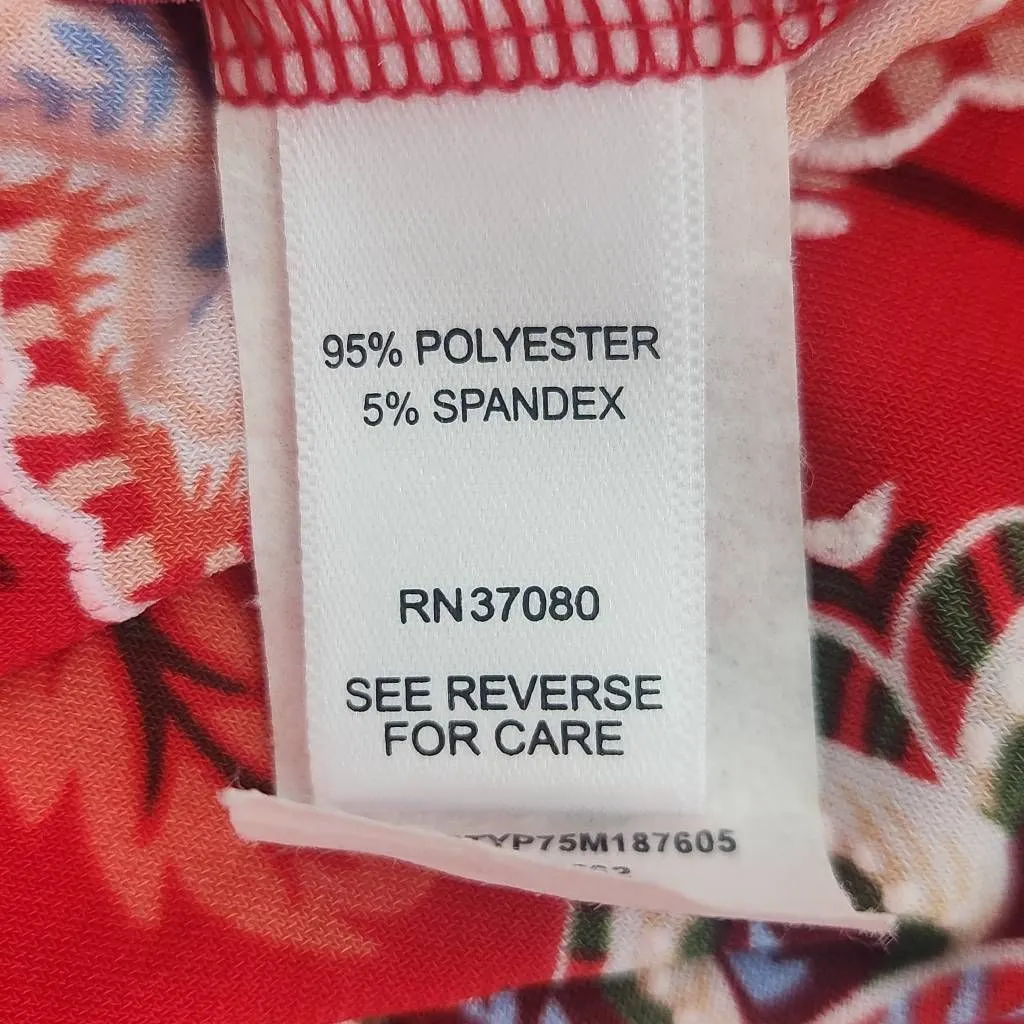 95% POLYESTER
5% SPANDEX
RN37080
SEE REVERSE
FOR CARE